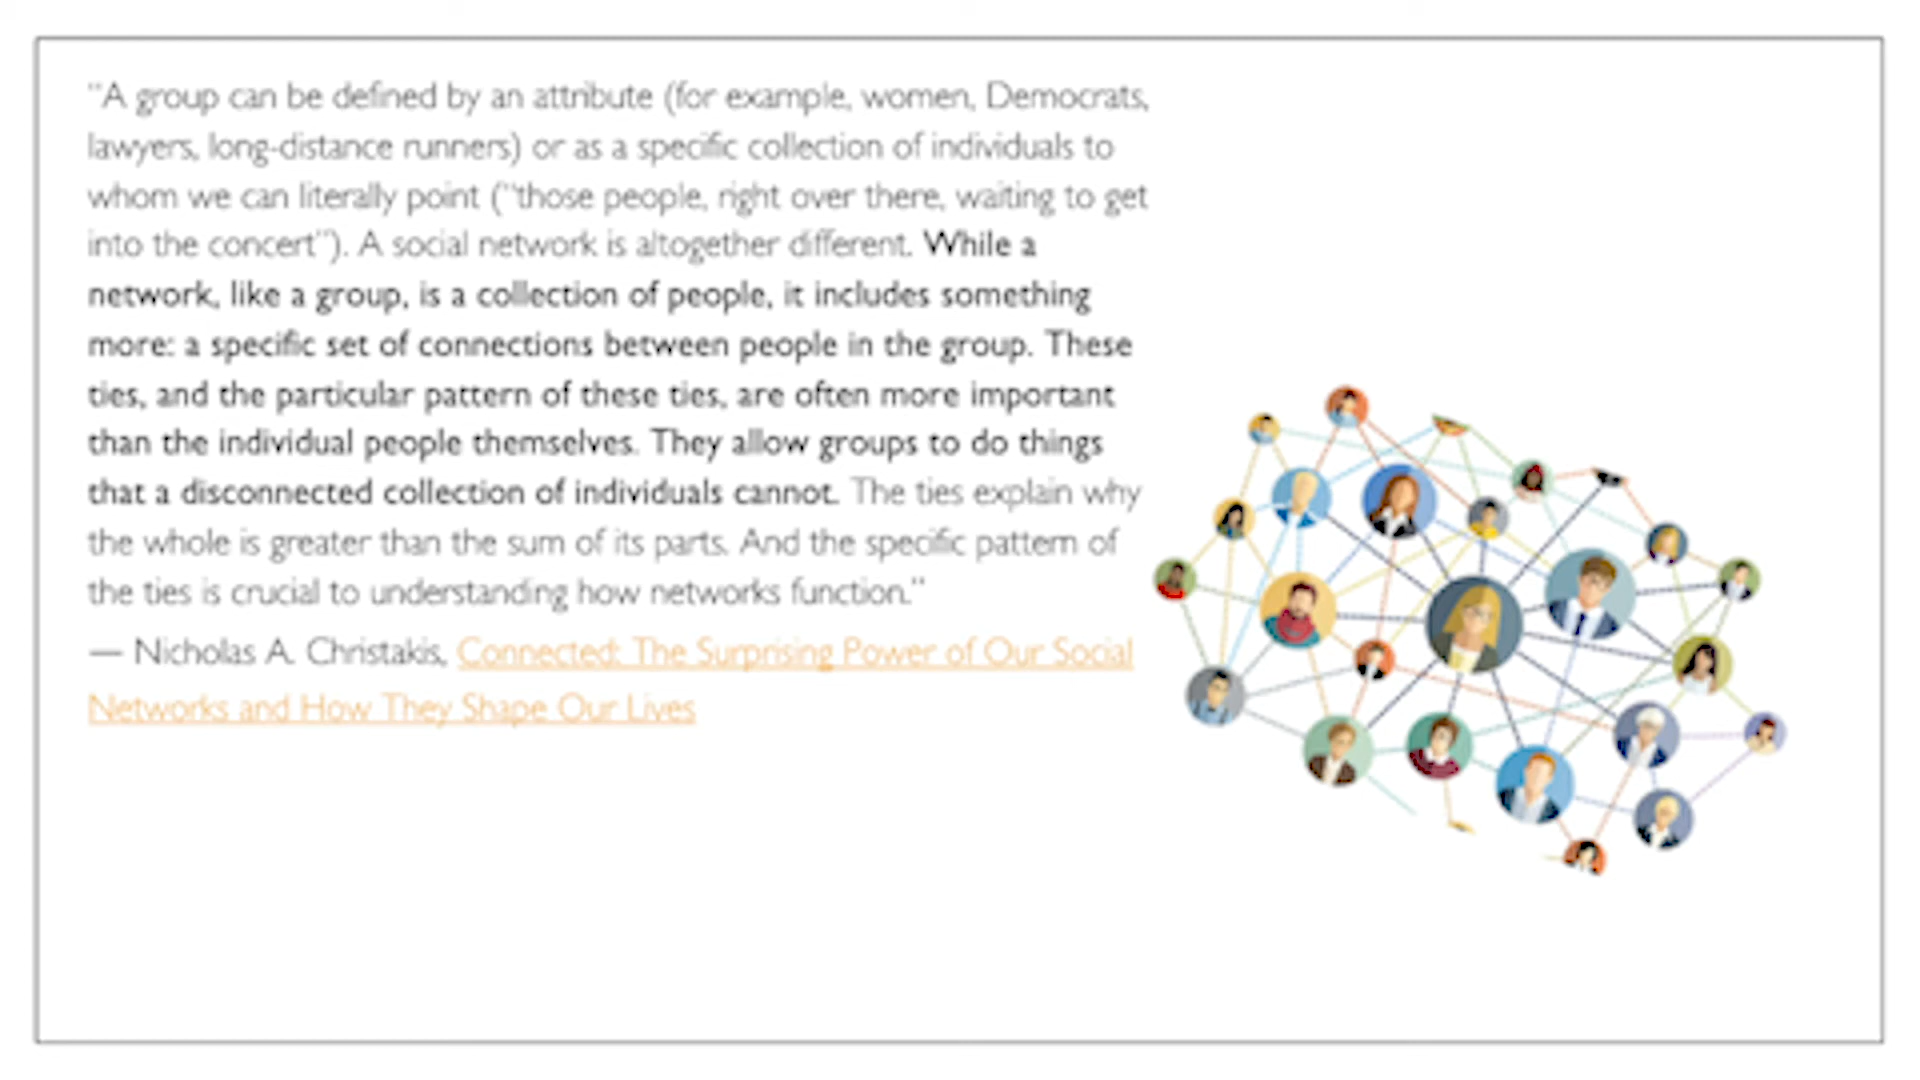 "A group can be defined by an attribute (for example, women, Democrats,
lawyers, long-distance runners) or as a specific collection of individuals to
whom we can literally point ("those people, right over there, waiting to get
into the concert"). A social network is altogether different. While a
network, like a group, is a collection of people, it includes something
more: a specific set of connections between people in the group. These
ties, and the particular pattern of these ties, are often more important
than the individual people themselves. They allow groups to do things
that a disconnected collection of individuals cannot. The ties explain why
the whole is greater than the sum of its parts. And the specific pattern of
the ties is crucial to understanding how networks function."
— Nicholas A. Christakis, Connected: The Surprising Power of Our Social
Networks and How They Shape Our Lives